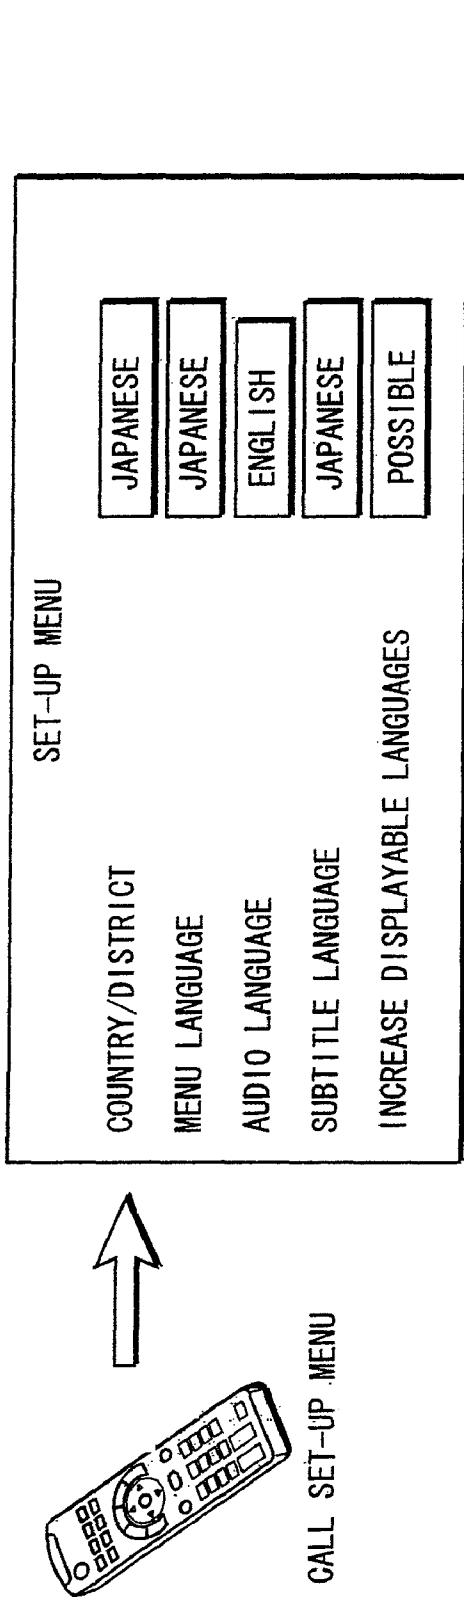 SET-UP MENU
COUNTRY/DISTRICT JAPANESE
MENU LANGUAGE JAPANESE
AUDIO LANGUAGE ENGLISH
SUBTITLE LANGUAGE JAPANESE
INCREASE DISPLAYABLE LANGUAGES POSSIBLE
CALL SET-UP MENU